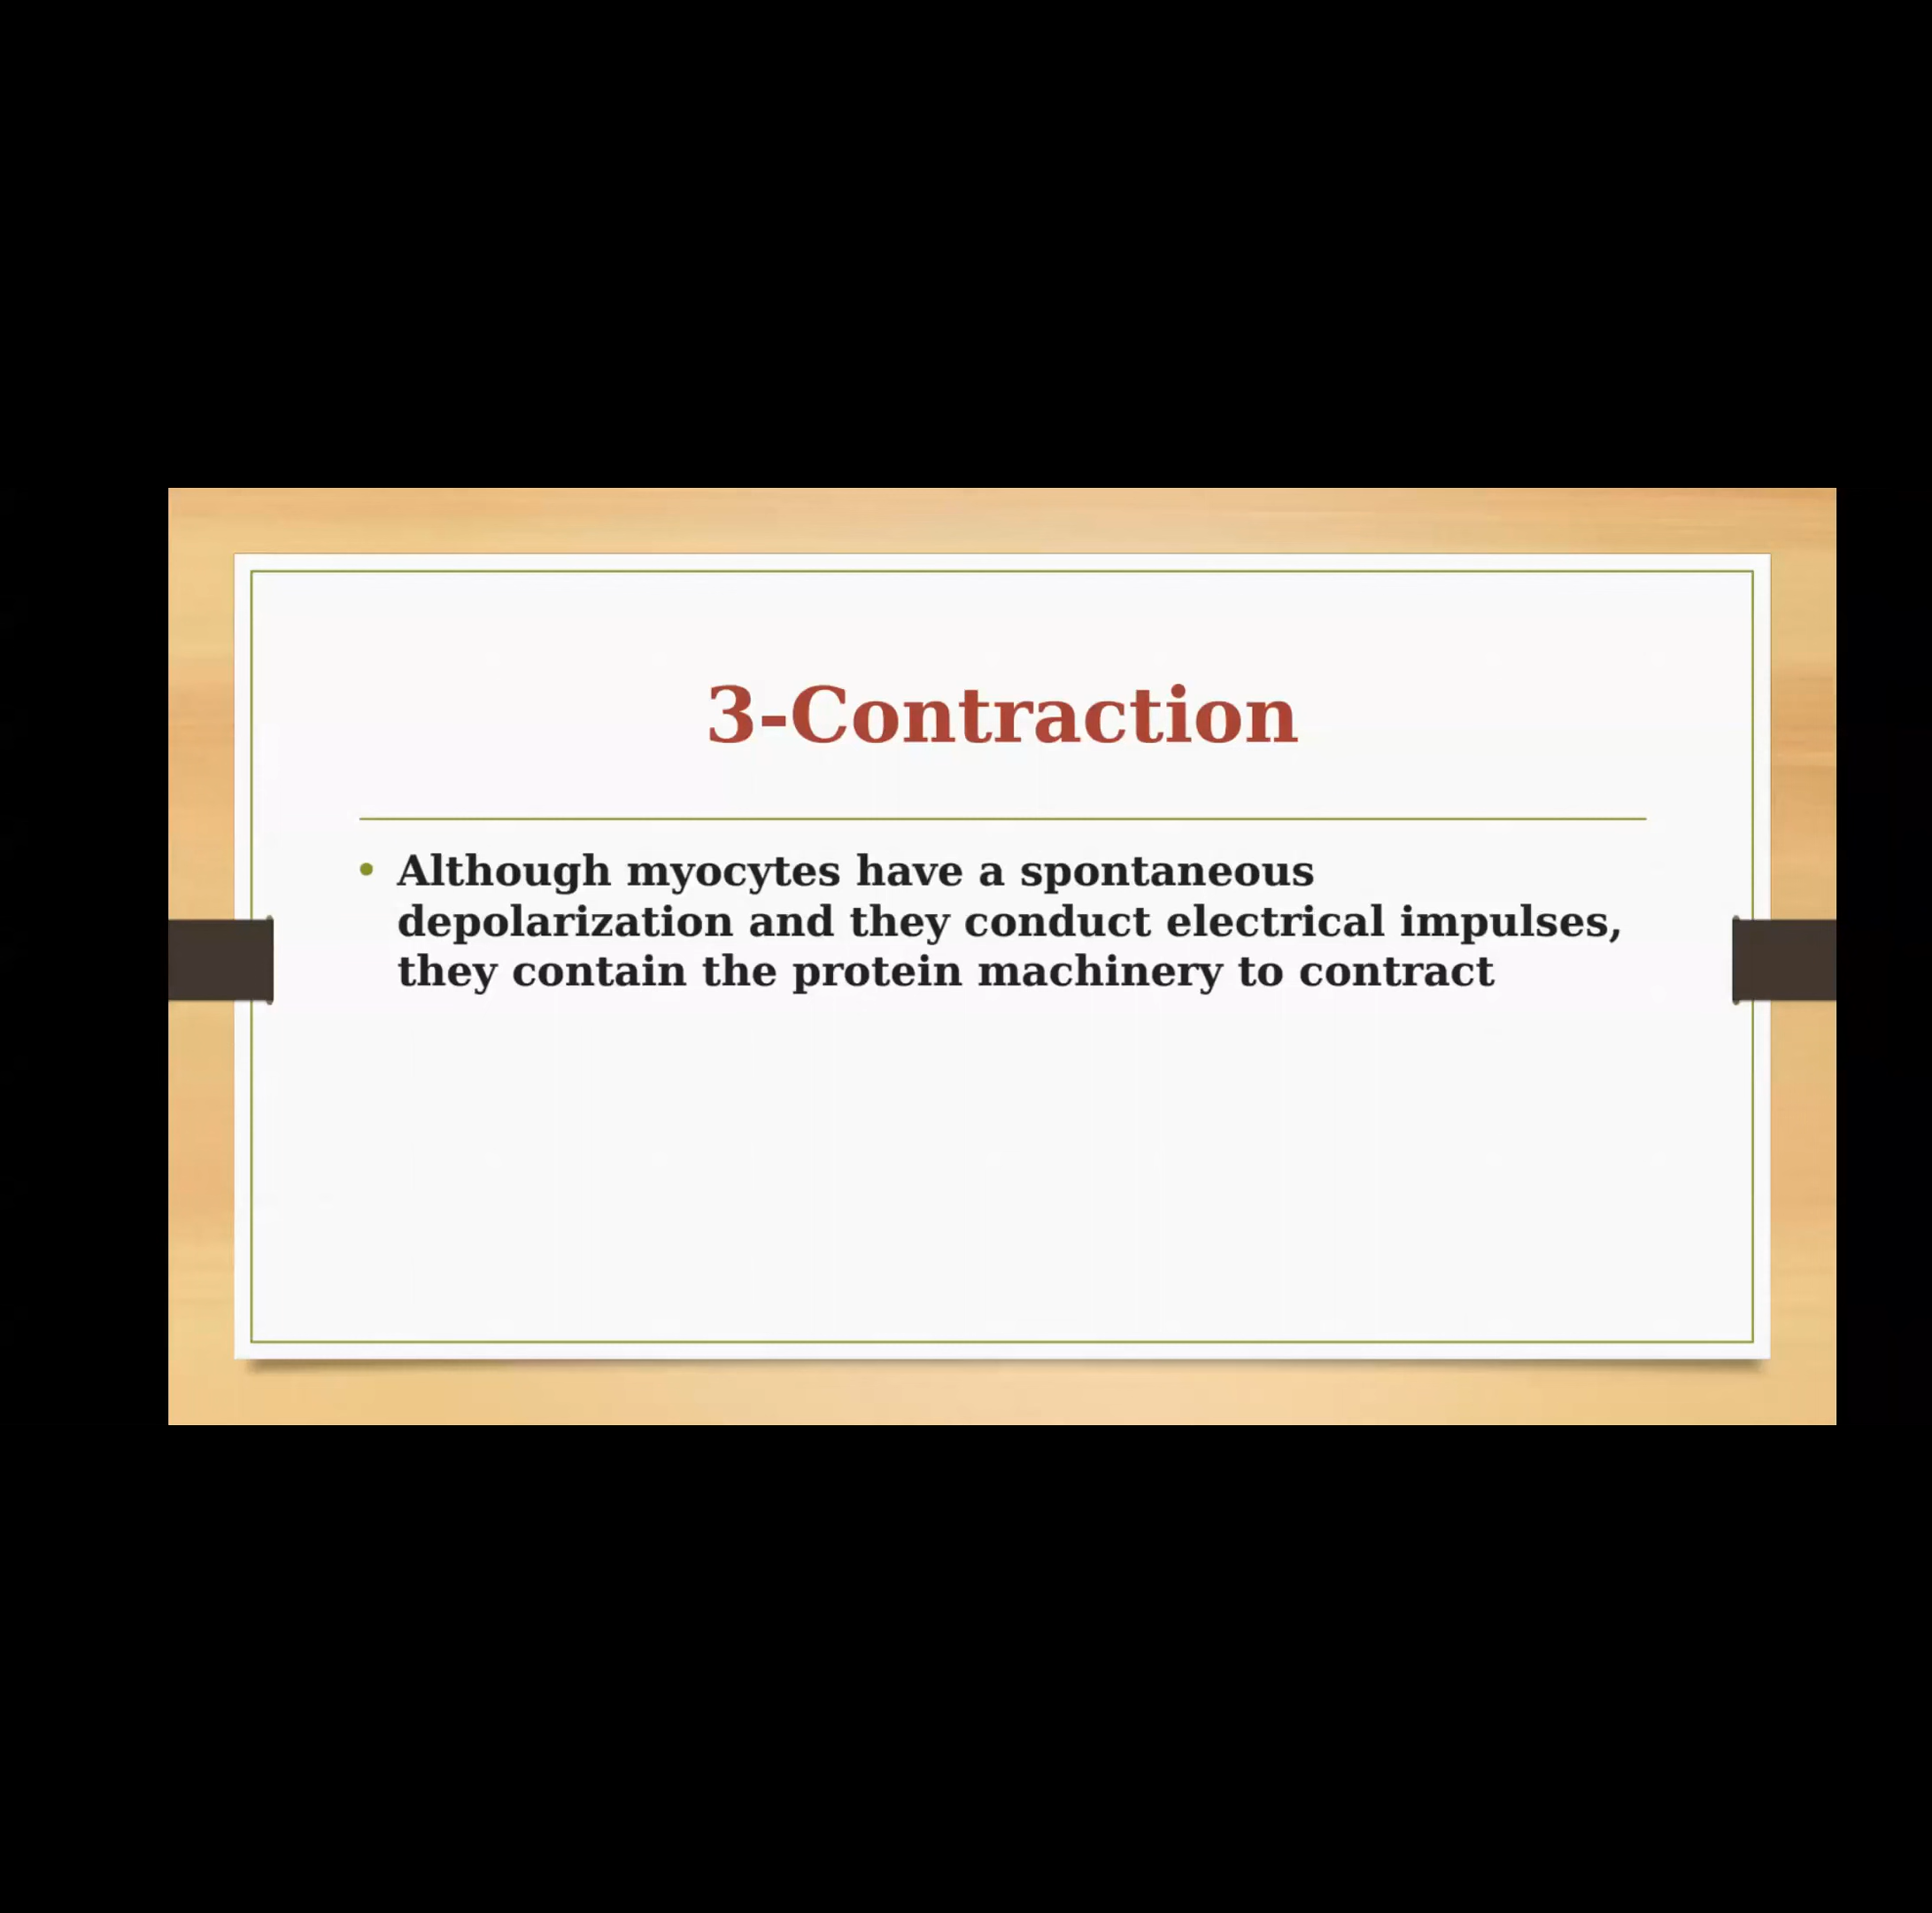 3-Contraction
• Although myocytes have a spontaneous
depolarization and they conduct electrical impulses,
they contain the protein machinery to contract